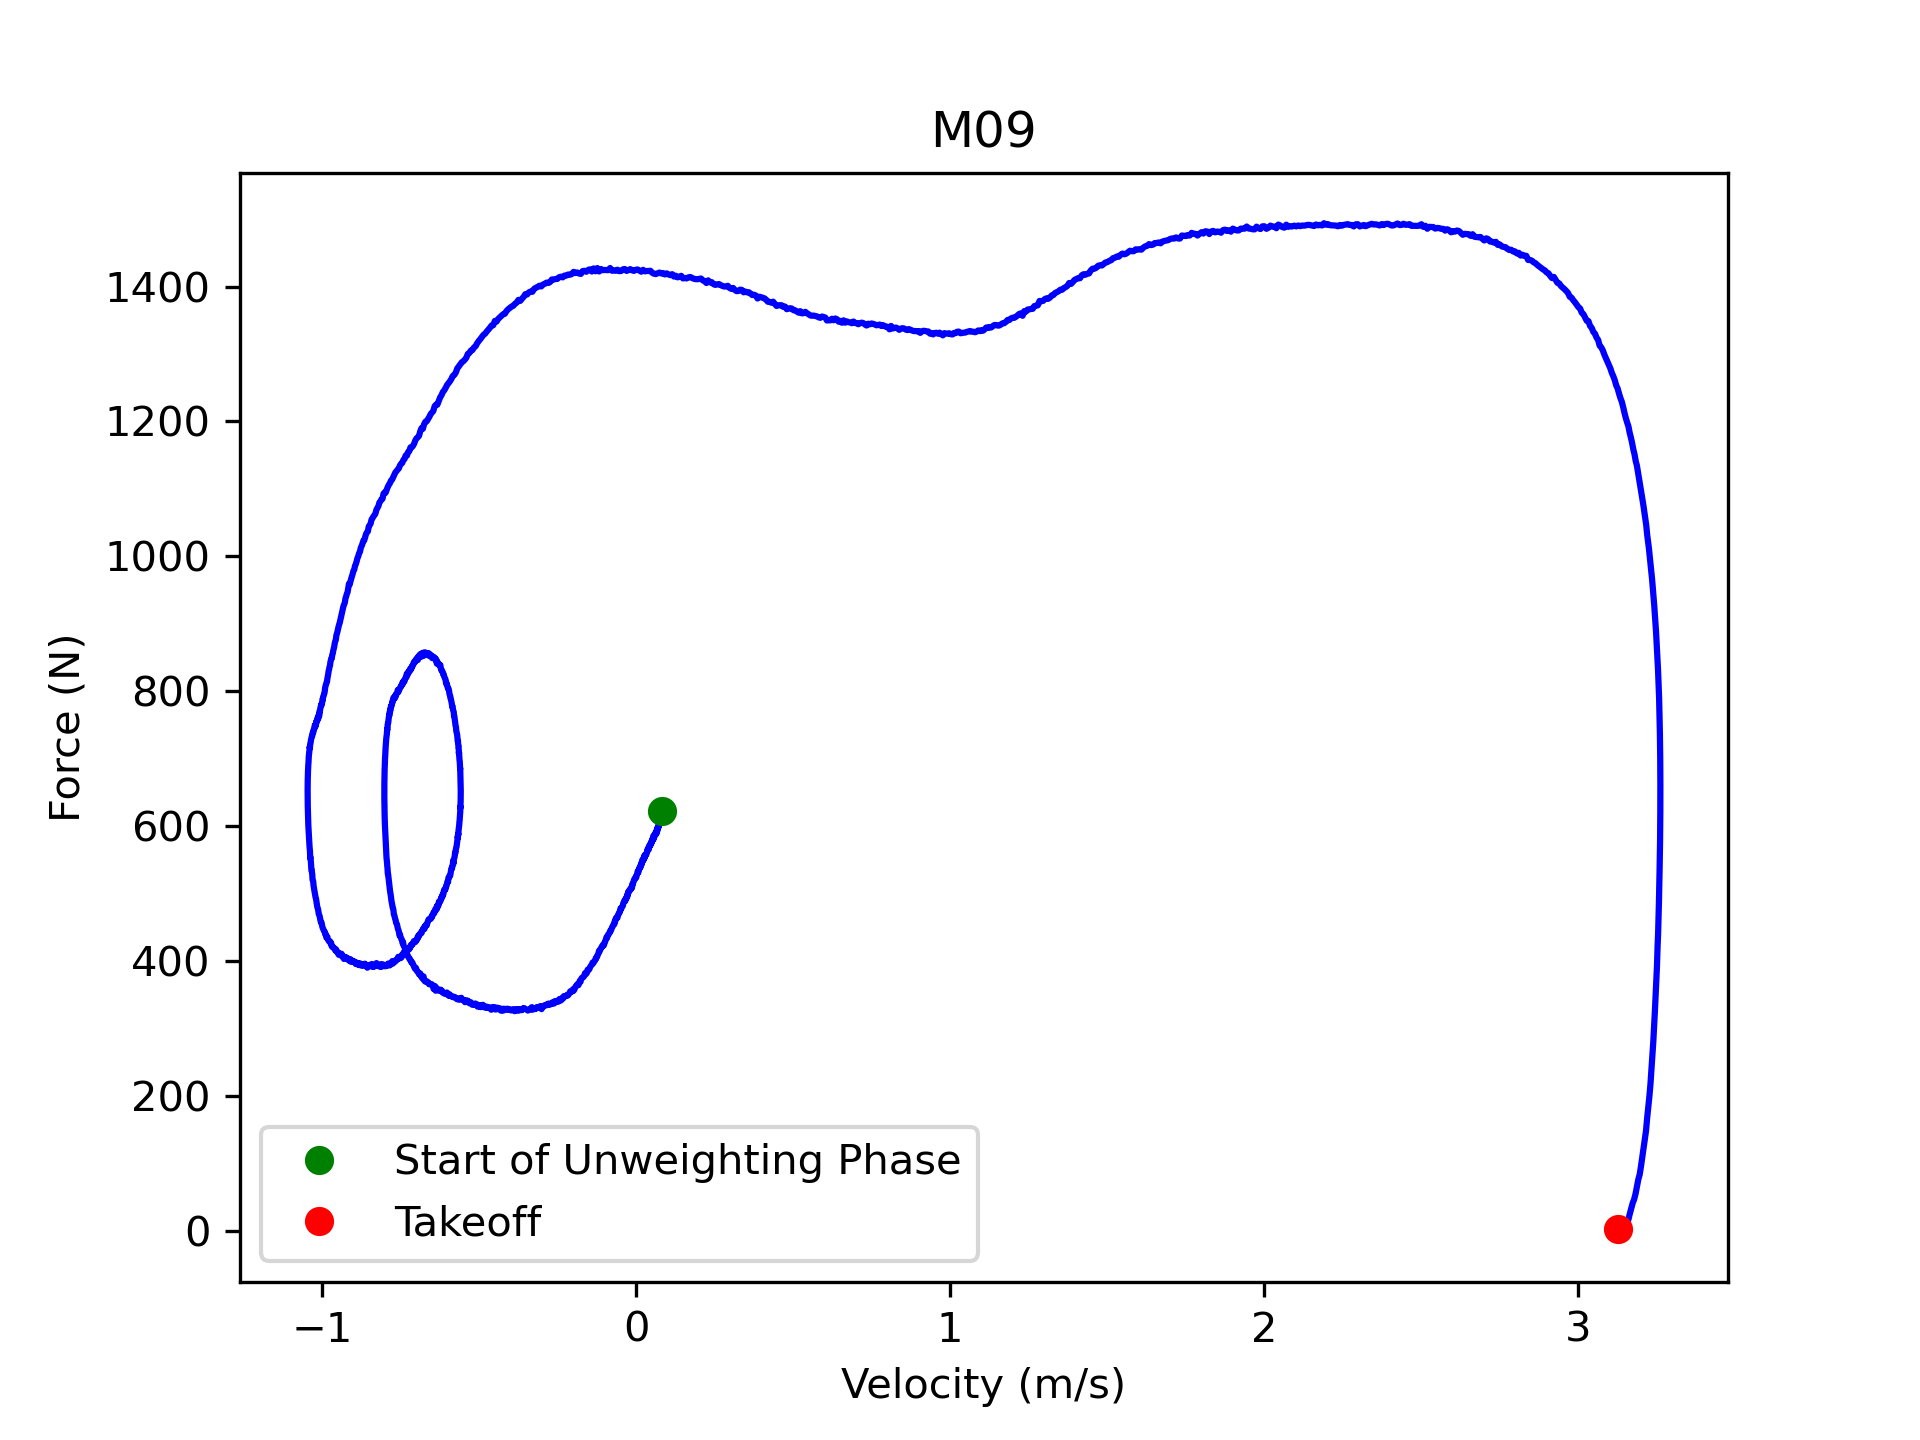 M09
Force (N)
1400
1200
1000
800
600
400
200
0
Start of Unweighting Phase
Takeoff
−1 0 1 2 3
Velocity (m/s)